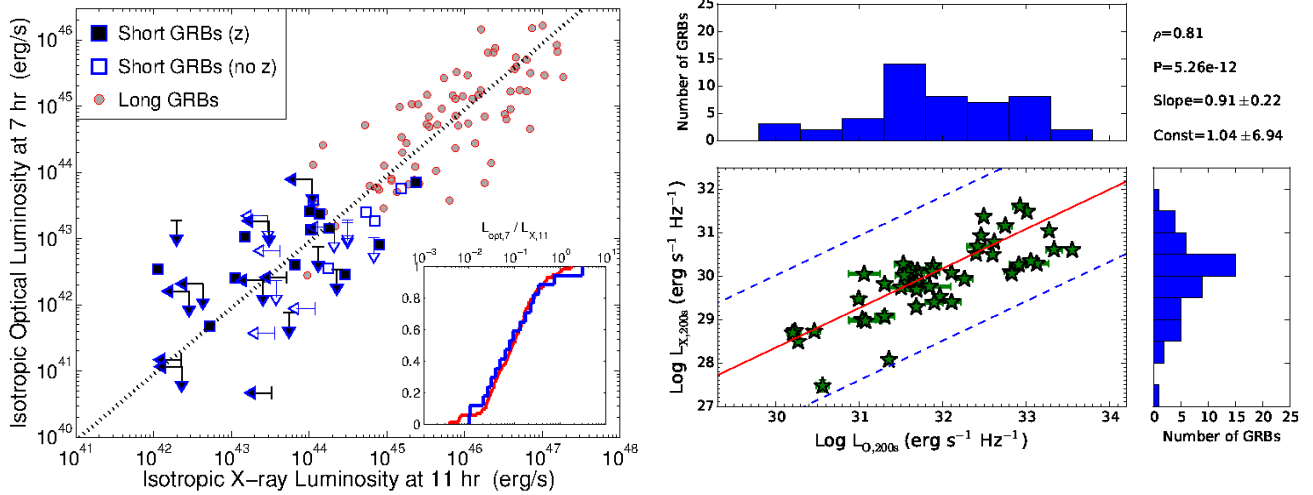 Short GRBs (z)
Short GRBs (no z)
Long GRBs
Isotropic Optical Luminosity at 7 hr (erg/s)
10^46
10^45
10^44
10^43
10^42
10^41
10^40
10^41 10^42 10^43 10^44 10^45 10^46 10^47 10^48
Isotropic X-ray Luminosity at 11 hr (erg/s)
L_opt,7 / L_X,11
10^-3 10^-2 10^-1 10^0 10^1
1
0.8
0.6
0.4
0.2
0
Number of GRBs
25
20
15
10
5
0
ρ=0.81
P=5.26e-12
Slope=0.91 ±0.22
Const=1.04 ±6.94
Log L_X,200s (erg s^-1 Hz^-1)
32
31
30
29
28
27
30 31 32 33 34
Log L_O,200s (erg s^-1 Hz^-1)
0 5 10 15 20 25
Number of GRBs